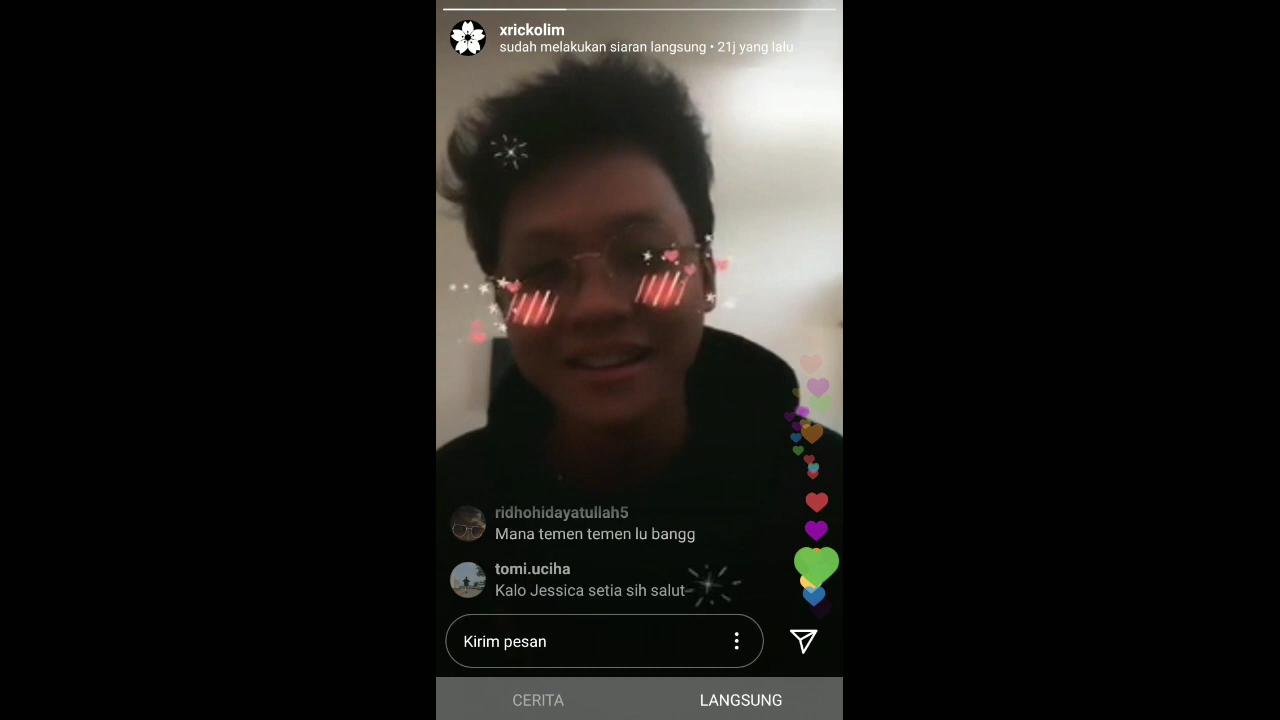 xrickolim
sudah melakukan siaran langsung • 21j yang lalu
ridhohidayatullah5
Mana temen temen lu bangg
tomi.uciha
Kalo Jessica setia sih salut
Kirim pesan
CERITA
LANGSUNG